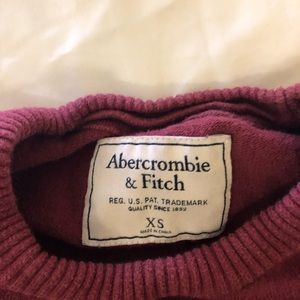 Abercrombie
& Fitch
REG. U.S. PAT. TRADEMARK
QUALITY SINCE 1892
XS
MADE IN CHINA